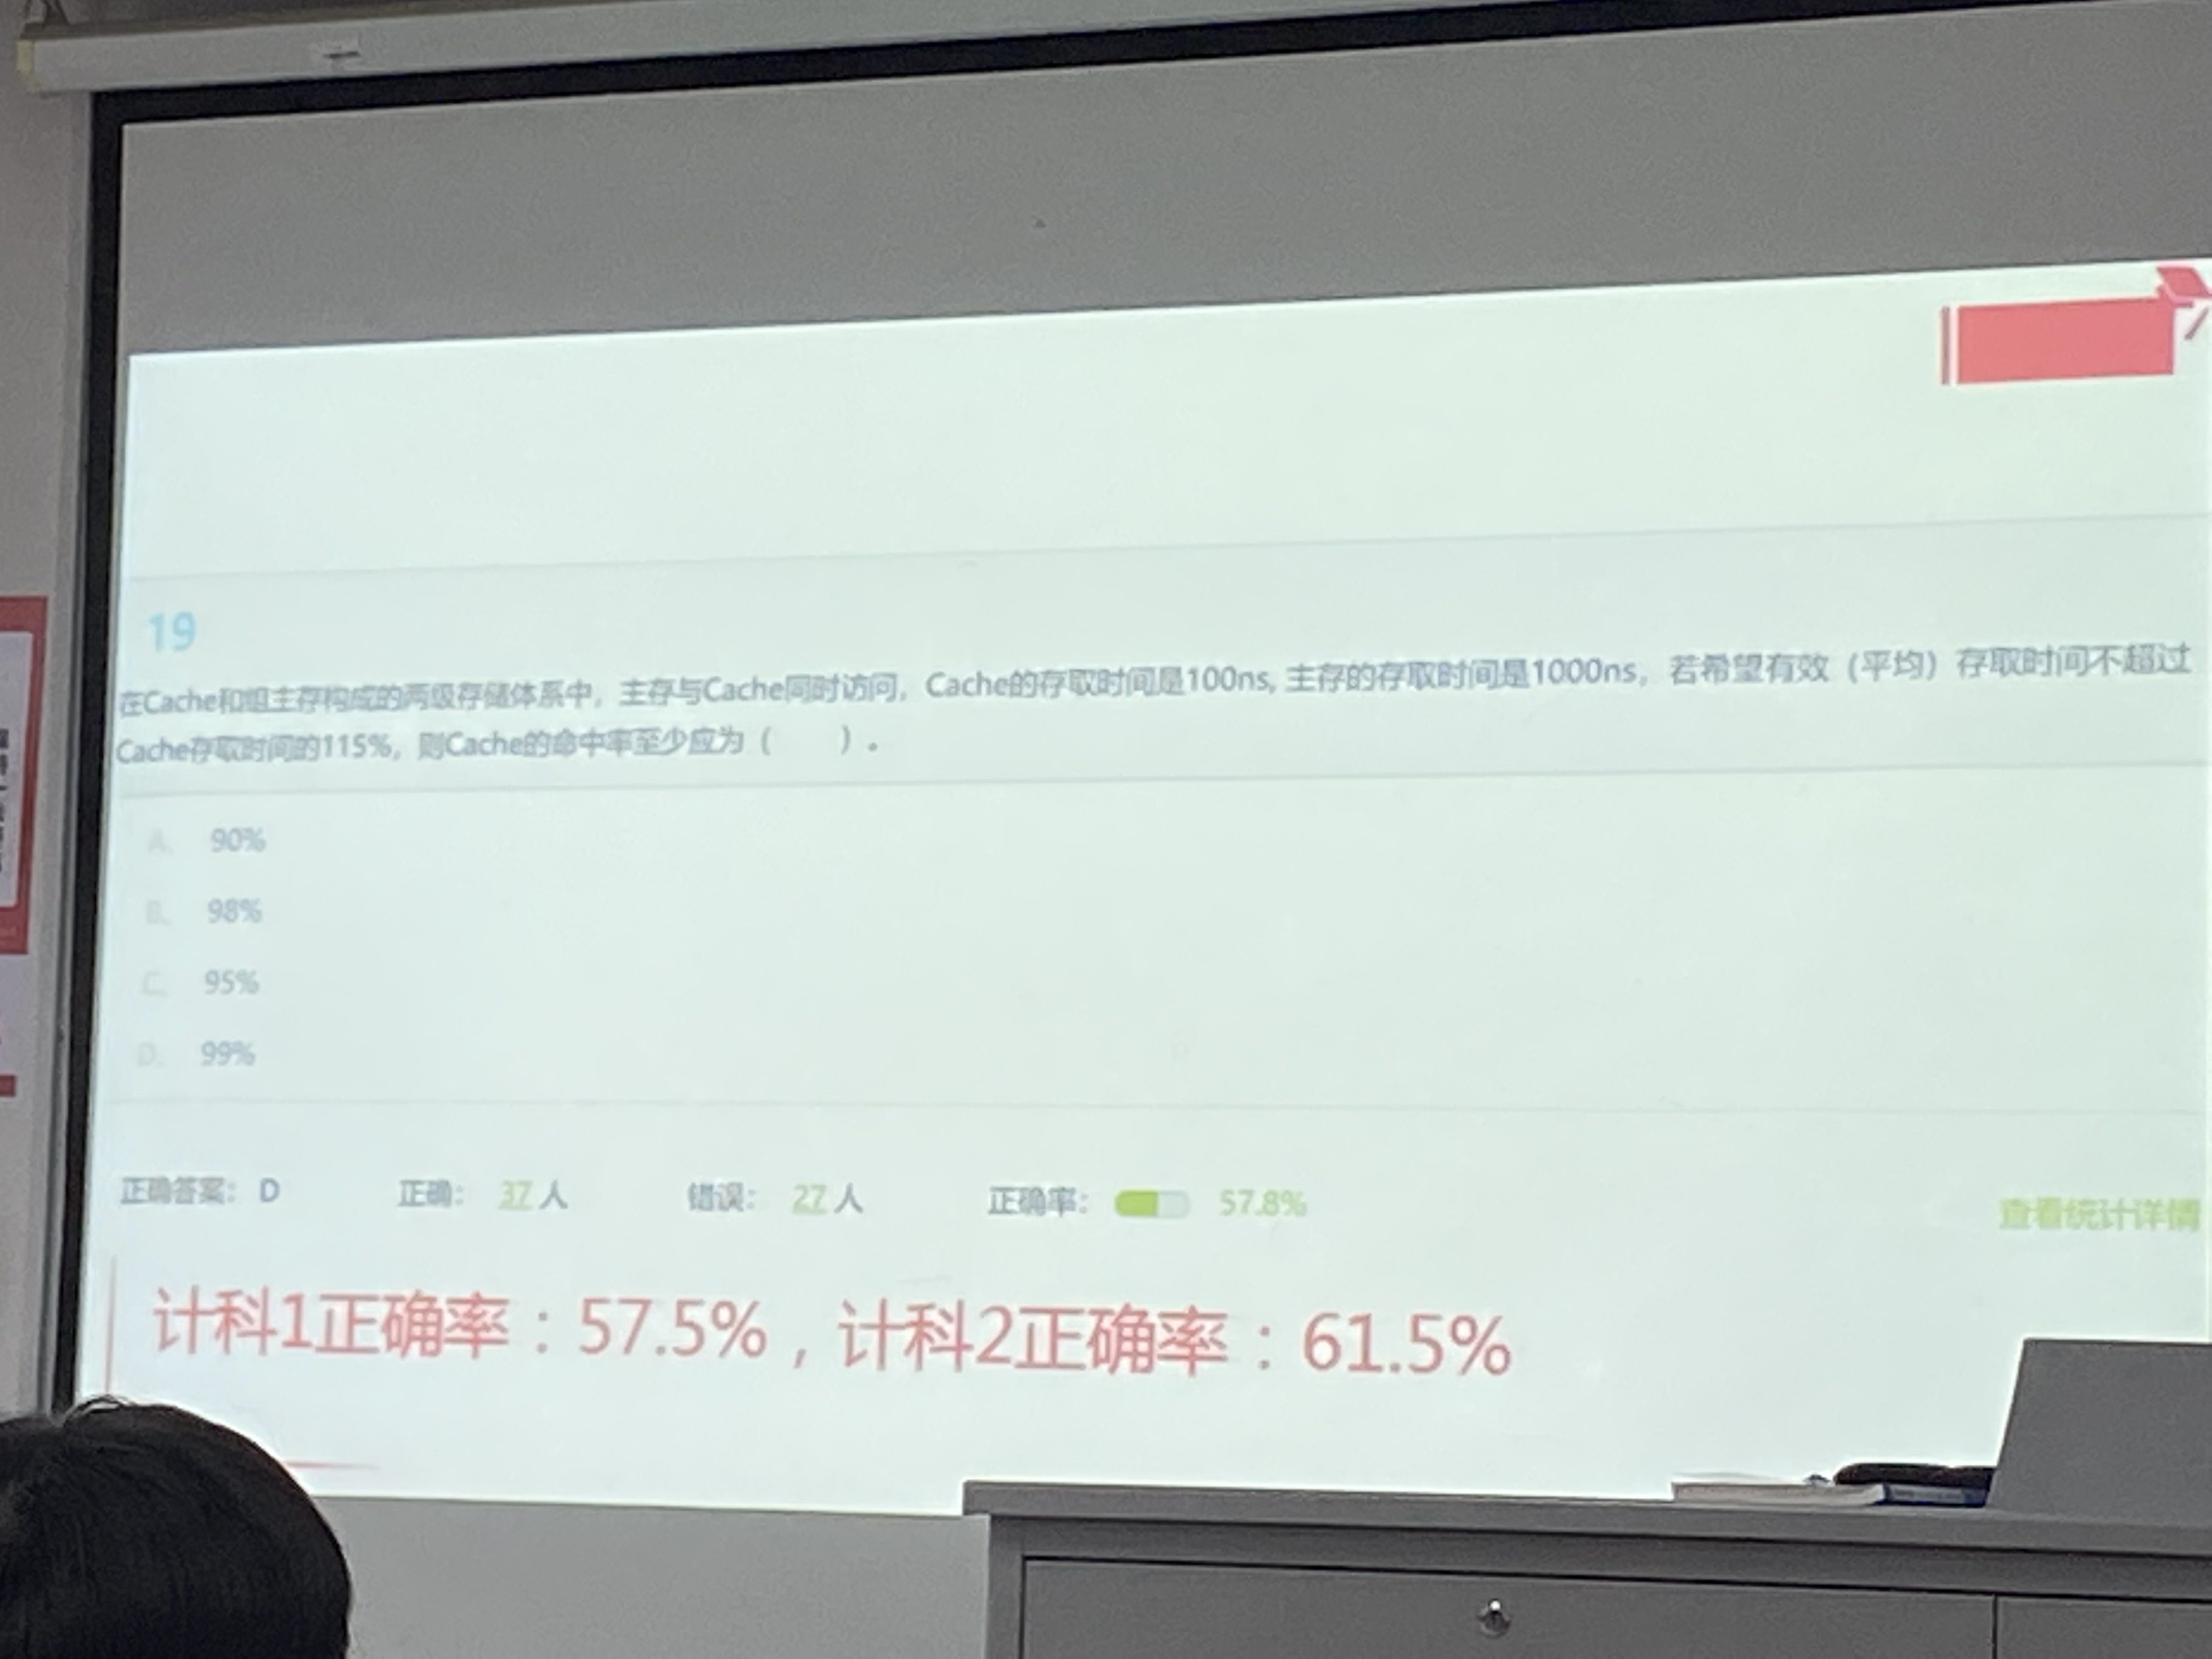 19
在Cache和组主存构成的两级存储体系中，主存与Cache同时访问，Cache的存取时间是100ns, 主存的存取时间是1000ns，若希望有效（平均）存取时间不超过
Cache存取时间的115%，则Cache的命中率至少应为（　　）。
A. 90%
B. 98%
C. 95%
D. 99%
正确答案： D 正确： 37人 错误： 27人 正确率： 57.8% 查看统计详情
计科1正确率：57.5%，计科2正确率：61.5%